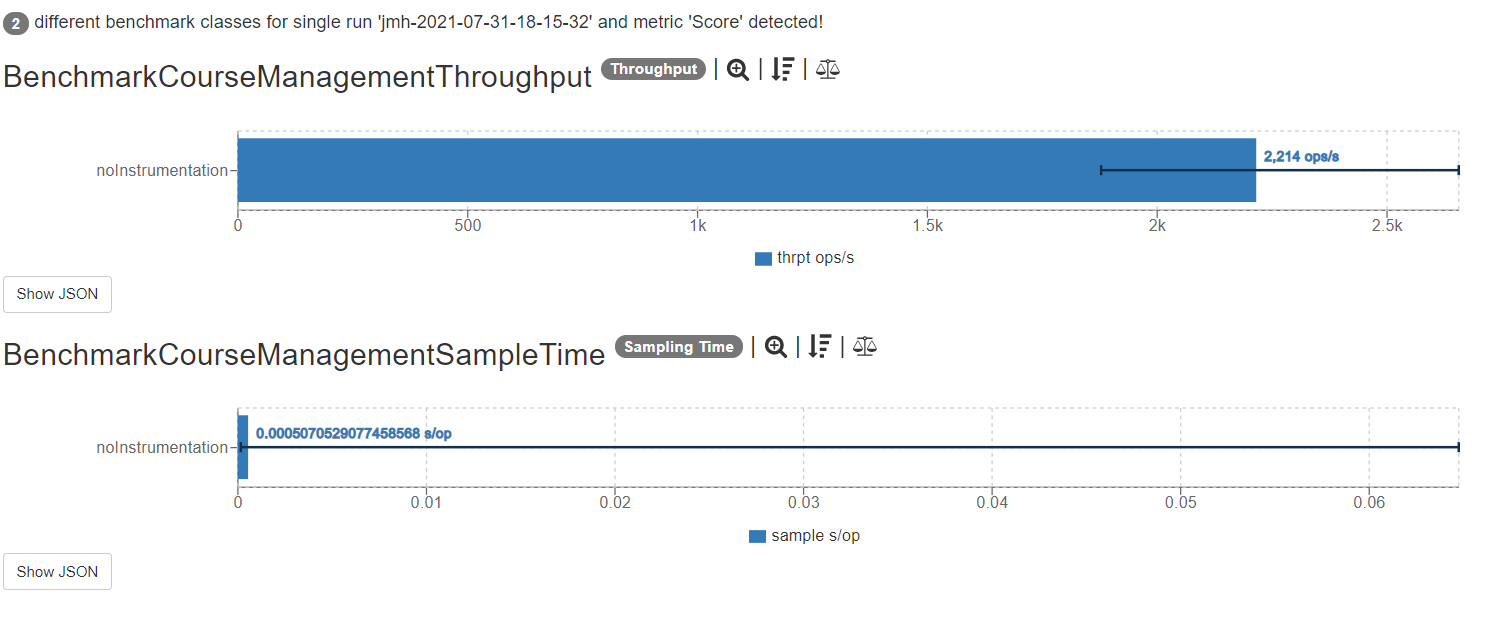 2 different benchmark classes for single run 'jmh-2021-07-31-18-15-32' and metric 'Score' detected!
BenchmarkCourseManagementThroughput Throughput | | |
2,214 ops/s
noInstrumentation
0 500 1k 1.5k 2k 2.5k
thrpt ops/s
Show JSON
BenchmarkCourseManagementSampleTime Sampling Time | | |
0.0005070529077458568 s/op
noInstrumentation
0 0.01 0.02 0.03 0.04 0.05 0.06
sample s/op
Show JSON